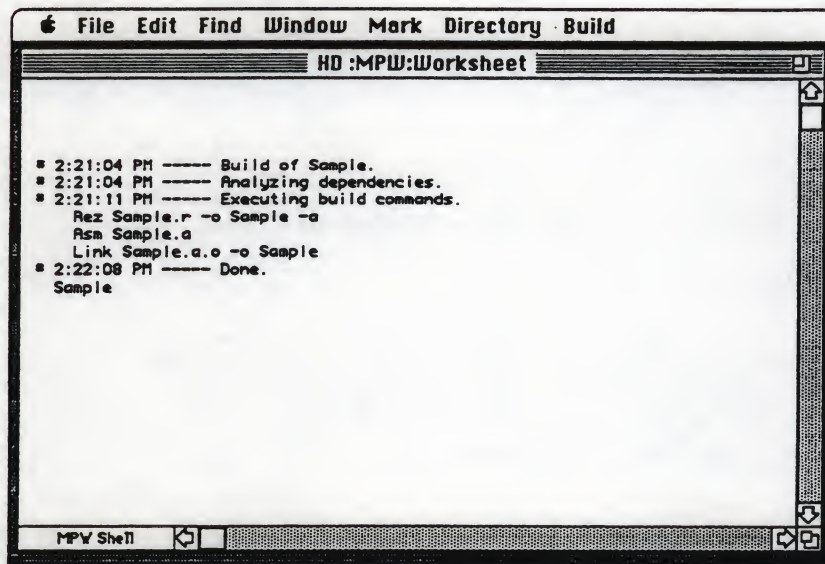 File Edit Find Window Mark Directory Build
HD :MPW:Worksheet
# 2:21:04 PM ----- Build of Sample.
# 2:21:04 PM ----- Analyzing dependencies.
# 2:21:11 PM ----- Executing build commands.
Rez Sample.r -o Sample -a
Asm Sample.a
Link Sample.a.o -o Sample
# 2:22:08 PM ----- Done.
Sample
MPW Shell